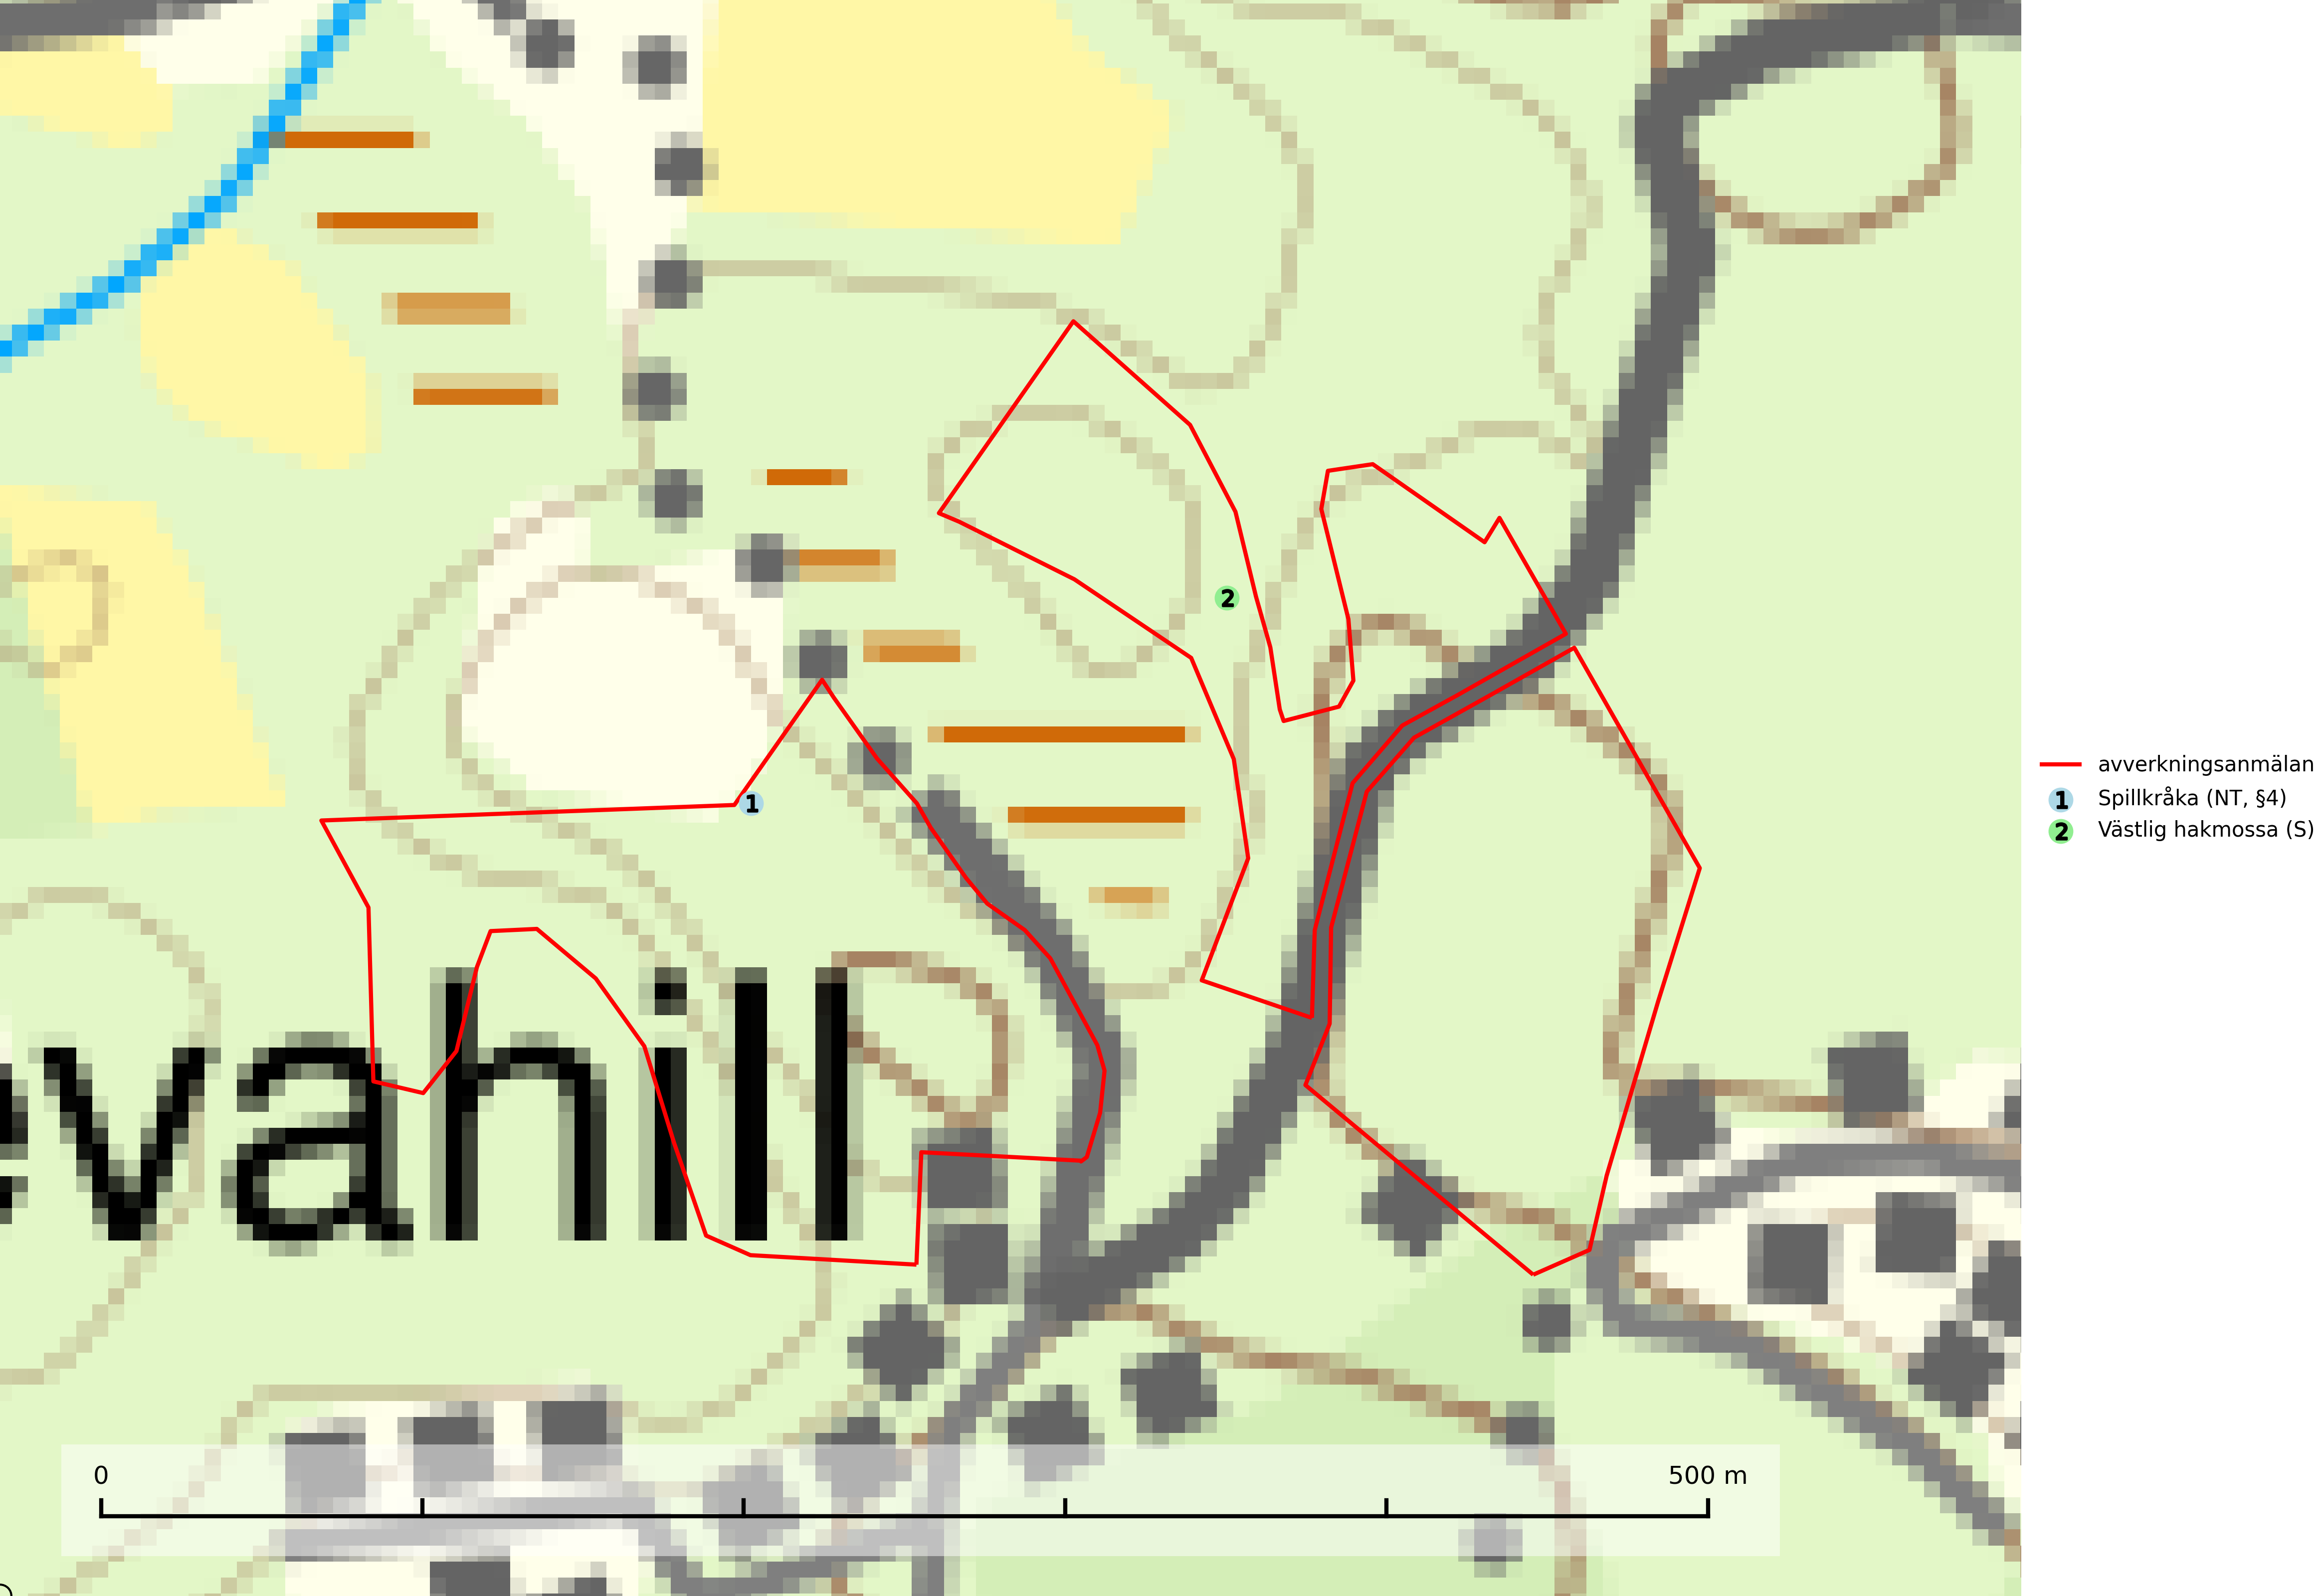 2
1
avverkningsanmälan
1 Spillkråka (NT, §4)
2 Västlig hakmossa (S)
vahill
0 500 m